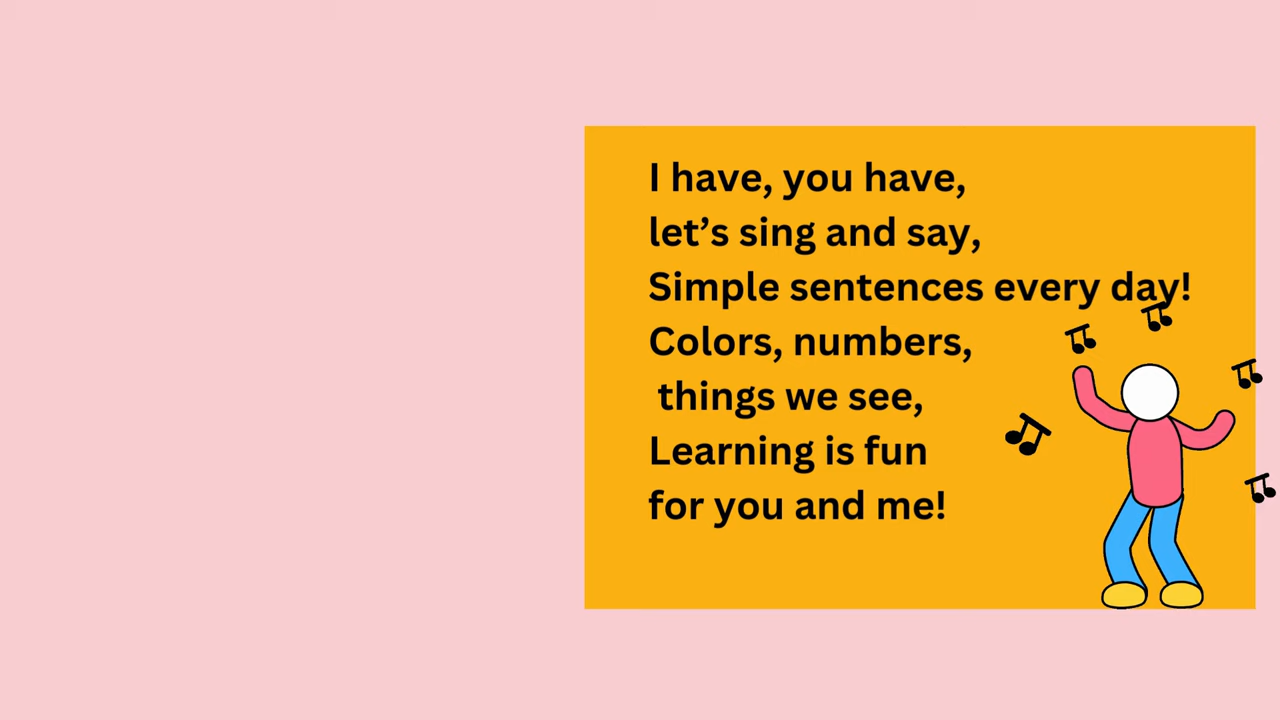 I have, you have,
let’s sing and say,
Simple sentences every day!
Colors, numbers,
things we see,
Learning is fun
for you and me!